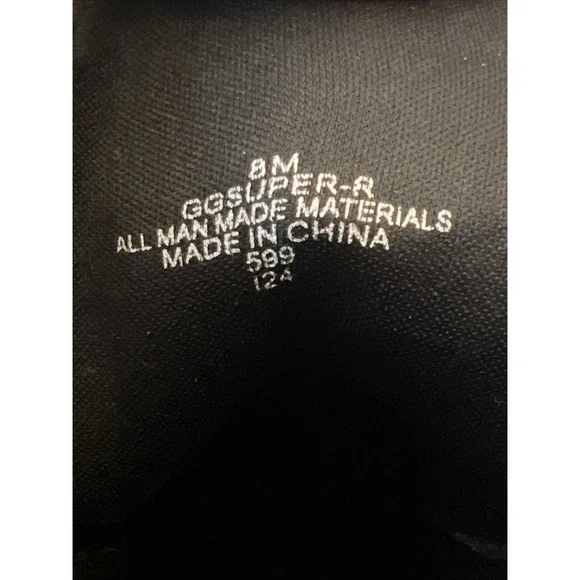 8M
GGSUPER-R
ALL MAN MADE MATERIALS
MADE IN CHINA
599
124